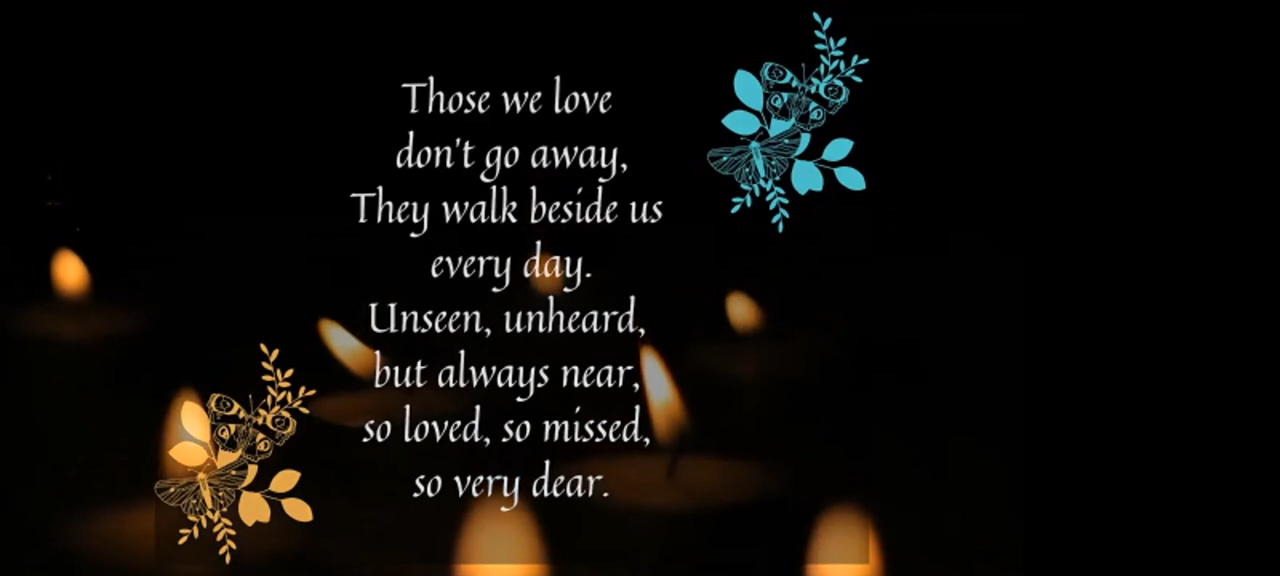 Those we love
don't go away,
They walk beside us
every day.
Unseen, unheard,
but always near,
so loved, so missed,
so very dear.